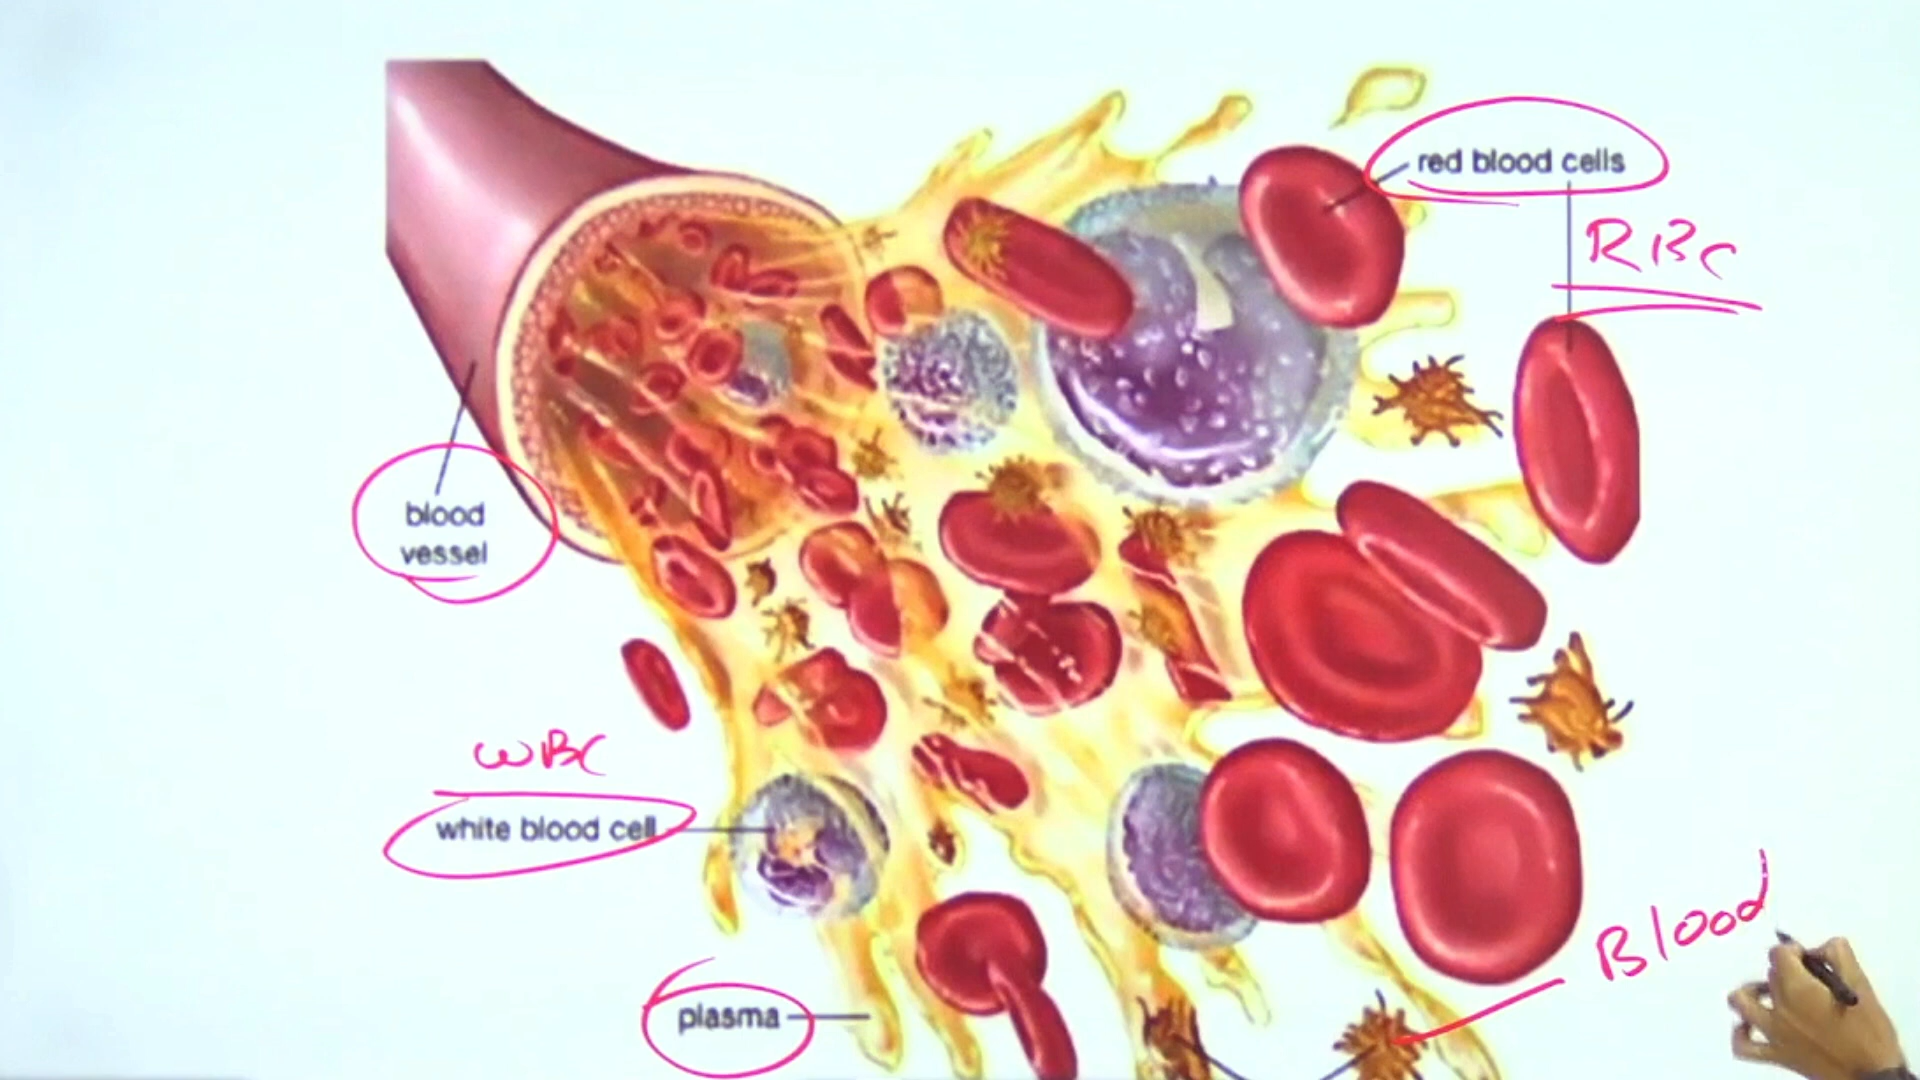 red blood cells
RBC
blood
vessel
WBC
white blood cell
Blood
plasma